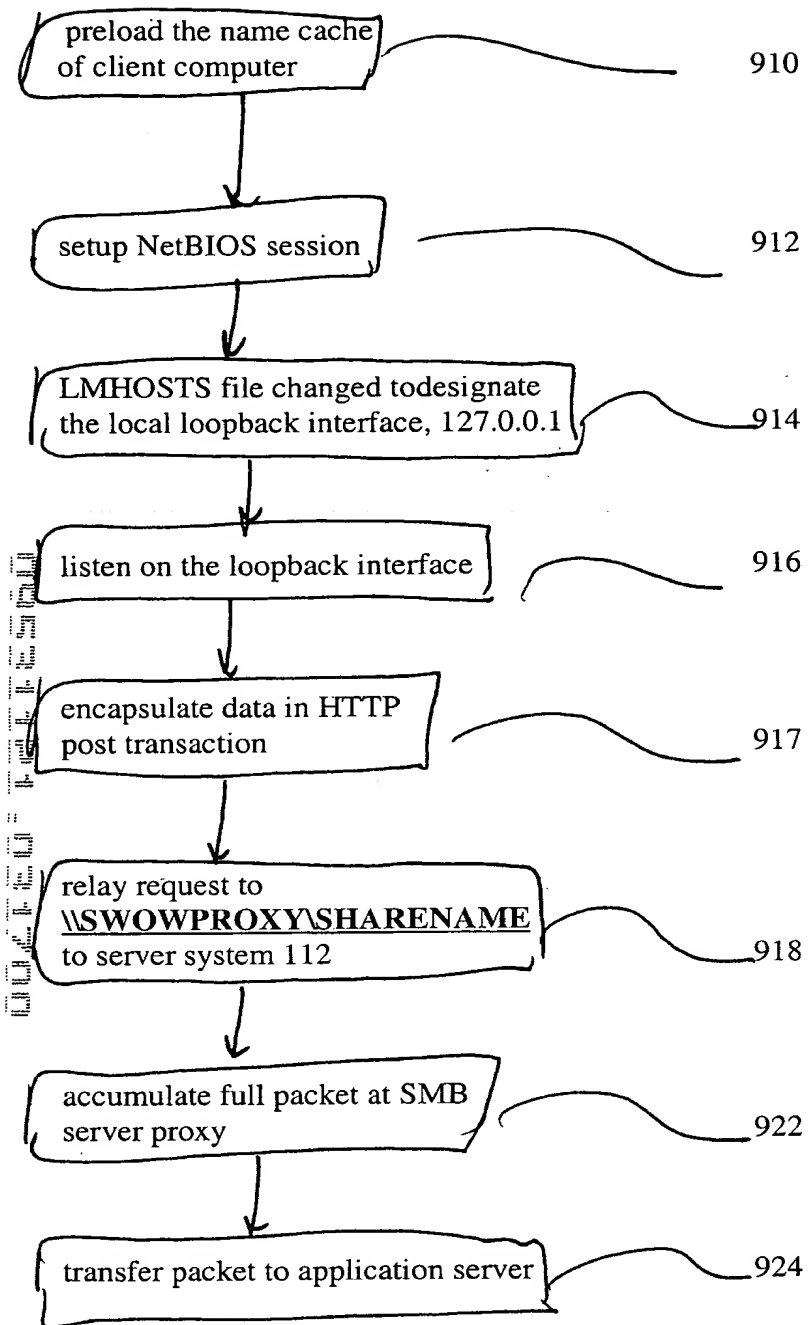 preload the name cache
of client computer
910
setup NetBIOS session
912
LMHOSTS file changed todesignate
the local loopback interface, 127.0.0.1
914
listen on the loopback interface
916
encapsulate data in HTTP
post transaction
917
relay request to
\\SWOWPROXY\SHARENAME
to server system 112
918
accumulate full packet at SMB
server proxy
922
transfer packet to application server
924